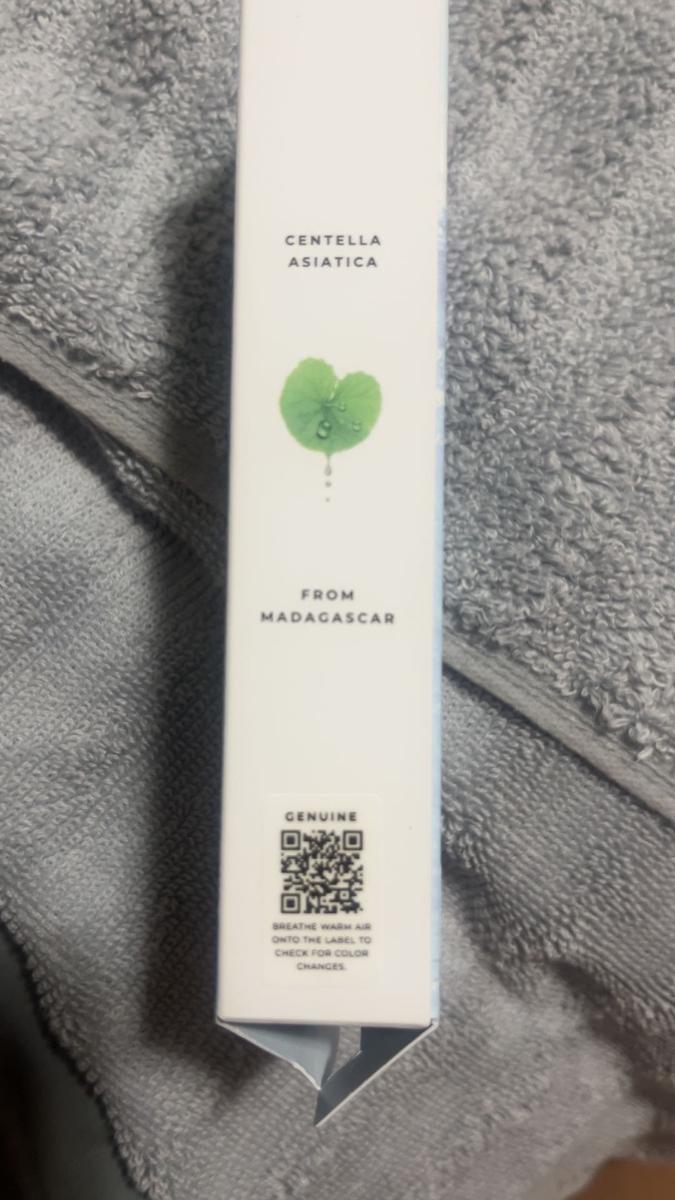 CENTELLA
ASIATICA
FROM
MADAGASCAR
GENUINE
BREATHE WARM AIR
ONTO THE LABEL TO
CHECK FOR COLOR
CHANGES.